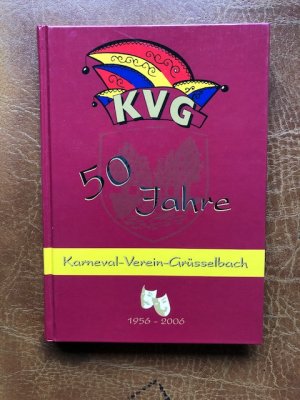 KVG
50 Jahre
Karneval-Verein-Grüsselbach
1956 - 2006